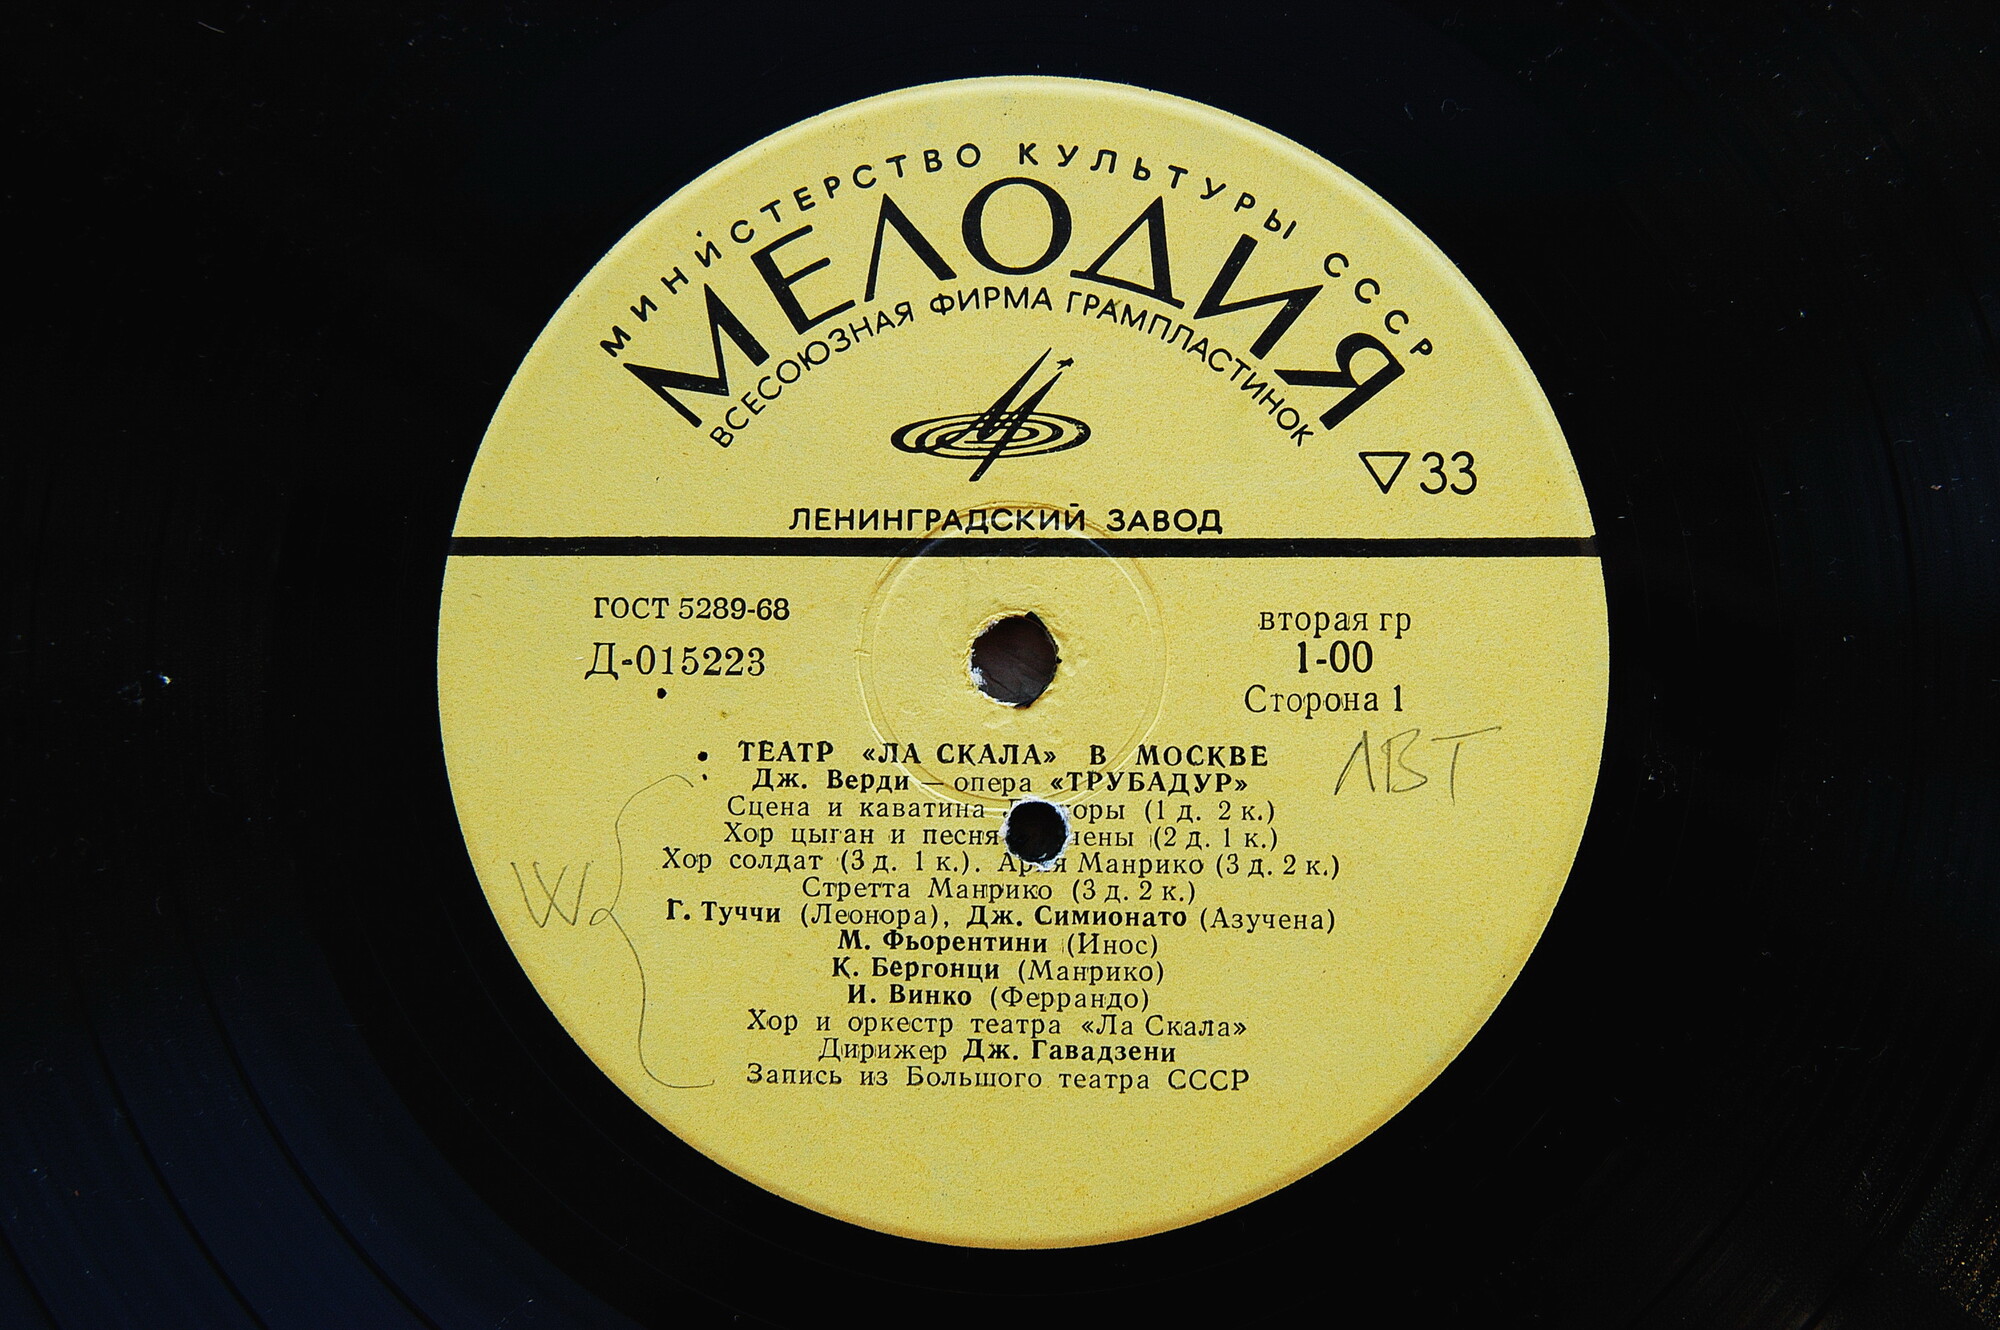 МИНИСТЕРСТВО КУЛЬТУРЫ СССР
МЕЛОДИЯ
ВСЕСОЮЗНАЯ ФИРМА ГРАМПЛАСТИНОК
33
ЛЕНИНГРАДСКИЙ ЗАВОД
ГОСТ 5289-68
Д-015223
вторая гр
1-00
Сторона 1
ТЕАТР «ЛА СКАЛА» В МОСКВЕ
Дж. Верди — опера «ТРУБАДУР»
Сцена и каватина (1 д. 2 к.)
Хор цыган и песня (2 д. 1 к.)
Хор солдат (3 д. 1 к.). Ария Манрико (3 д. 2 к.)
Стретта Манрико (3 д. 2 к.)
Г. Туччи (Леонора), Дж. Симионато (Азучена)
М. Фьорентини (Инос)
К. Бергонци (Манрико)
И. Винко (Феррандо)
Хор и оркестр театра «Ла Скала»
Дирижер Дж. Гавадзени
Запись из Большого театра СССР